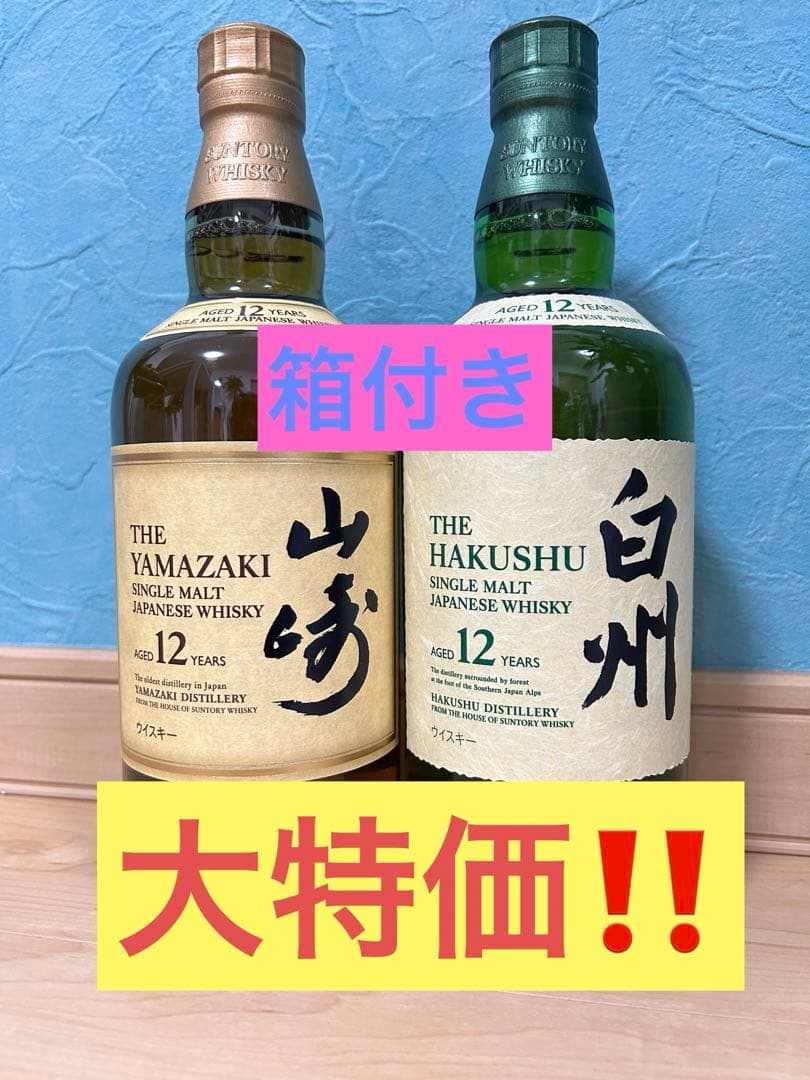 SUNTORY
WHISKY
AGED 12 YEARS
SINGLE MALT JAPANESE WHISKY
THE
YAMAZAKI
SINGLE MALT
JAPANESE WHISKY
AGED 12 YEARS
The oldest distillery in Japan
YAMAZAKI DISTILLERY
FROM THE HOUSE OF SUNTORY WHISKY
ウイスキー
山崎
SUNTORY
WHISKY
AGED 12 YEARS
SINGLE MALT JAPANESE WHISKY
THE
HAKUSHU
SINGLE MALT
JAPANESE WHISKY
AGED 12 YEARS
The distillery surrounded by forest
at the foot of the Southern Japan Alps
HAKUSHU DISTILLERY
FROM THE HOUSE OF SUNTORY WHISKY
ウイスキー
白州
箱付き
大特価‼